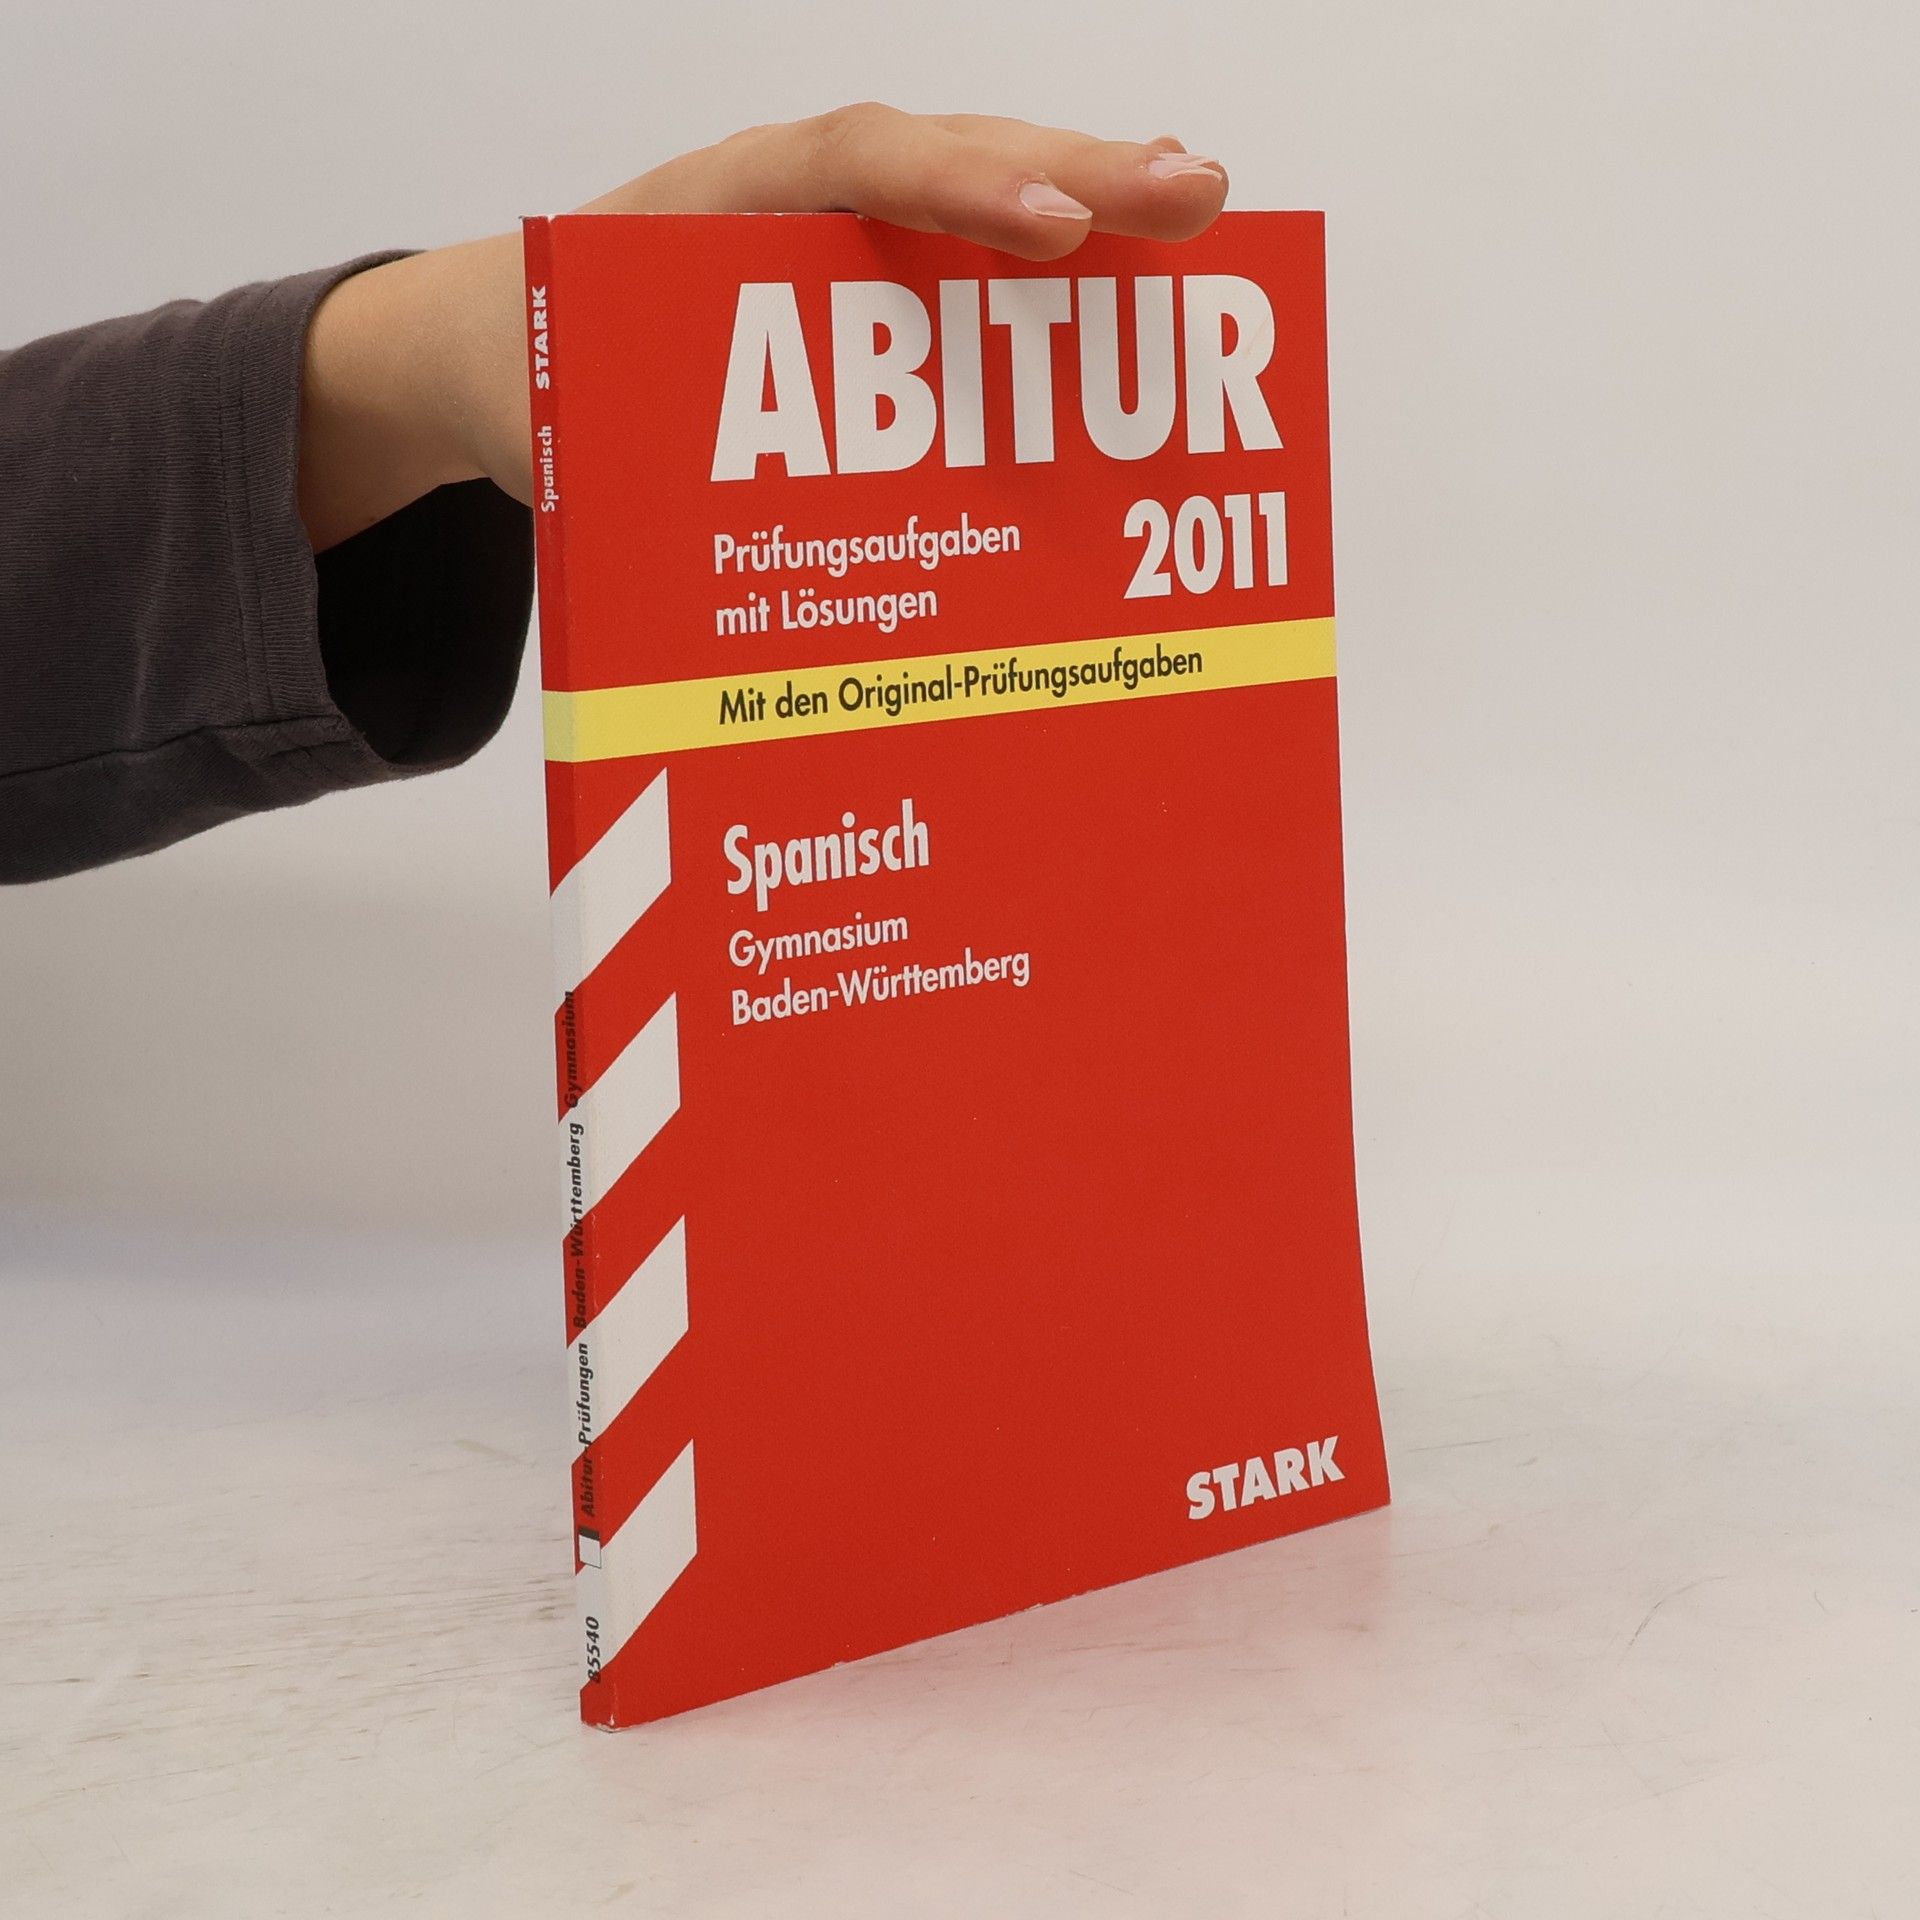 ABITUR
2011
Prüfungsaufgaben
mit Lösungen
Mit den Original-Prüfungsaufgaben
Spanisch
Gymnasium
Baden-Württemberg
STARK
85540 Abitur-Prüfungen Baden-Württemberg Gymnasium Spanisch STARK